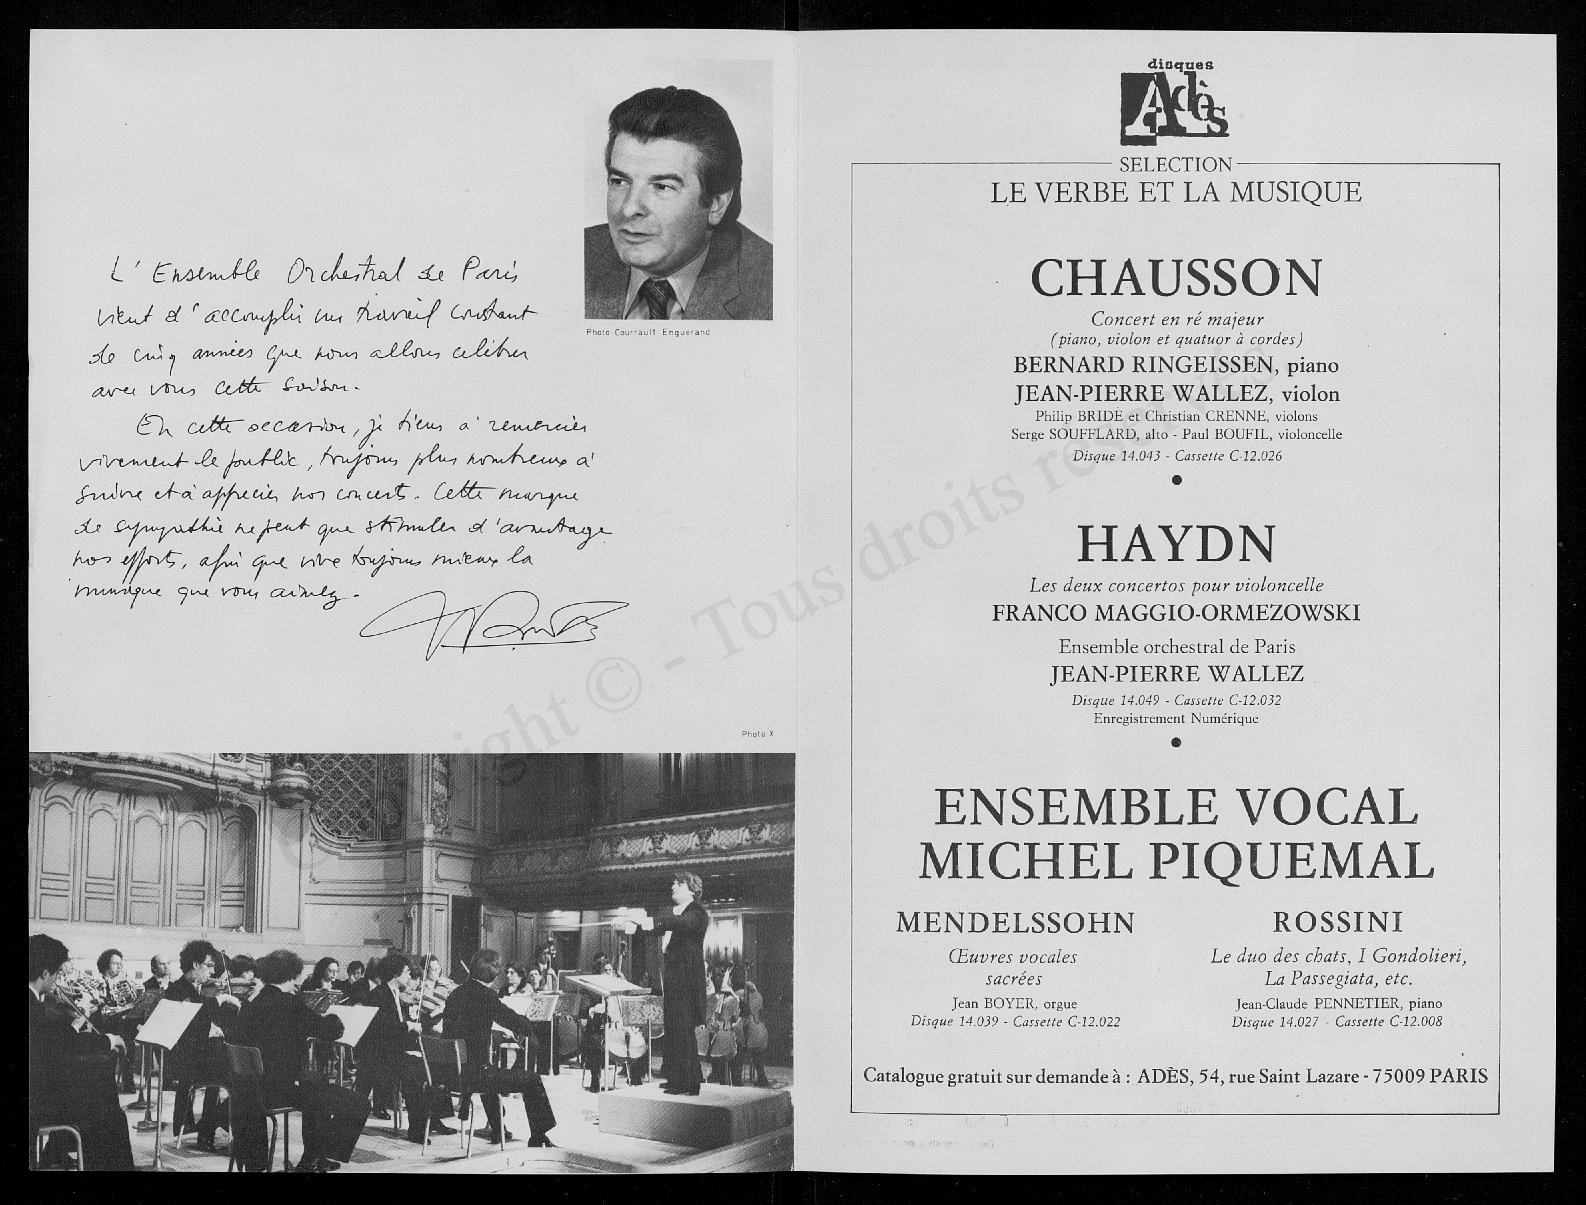 L'Ensemble Orchestral de Paris
vient d'accomplir un travail constant
de cinq années que nous allons célébrer
avec vous cette saison.
En cette occasion, je tiens à remercier
vivement le public, toujours plus nombreux à
suivre et à apprécier nos concerts. Cette marque
de sympathie ne peut que stimuler d'avantage
nos efforts, afin que vive toujours mieux la
musique que vous aimez.
Photo Courrault-Enguerand
Photo X
disques
Adès
SELECTION
LE VERBE ET LA MUSIQUE
CHAUSSON
Concert en ré majeur
(piano, violon et quatuor à cordes)
BERNARD RINGEISSEN, piano
JEAN-PIERRE WALLEZ, violon
Philip BRIDE et Christian CRENNE, violons
Serge SOUFFLARD, alto - Paul BOUFIL, violoncelle
Disque 14.043 - Cassette C-12.026
HAYDN
Les deux concertos pour violoncelle
FRANCO MAGGIO-ORMEZOWSKI
Ensemble orchestral de Paris
JEAN-PIERRE WALLEZ
Disque 14.049 - Cassette C-12.032
Enregistrement Numérique
ENSEMBLE VOCAL
MICHEL PIQUEMAL
MENDELSSOHN
Œuvres vocales
sacrées
Jean BOYER, orgue
Disque 14.039 - Cassette C-12.022
ROSSINI
Le duo des chats, I Gondolieri,
La Passegiata, etc.
Jean-Claude PENNETIER, piano
Disque 14.027 - Cassette C-12.008
Catalogue gratuit sur demande à : ADÈS, 54, rue Saint Lazare - 75009 PARIS
Copyright © - Tous droits réservés